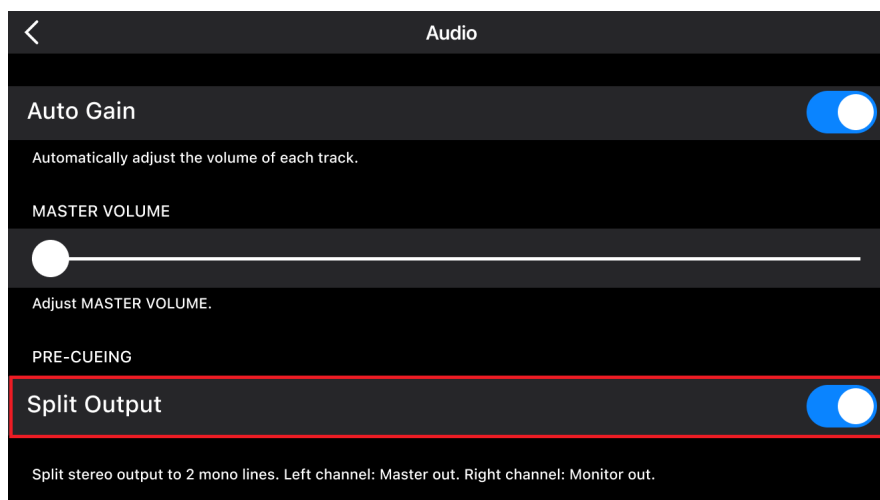 Audio
Auto Gain
Automatically adjust the volume of each track.
MASTER VOLUME
Adjust MASTER VOLUME.
PRE-CUEING
Split Output
Split stereo output to 2 mono lines. Left channel: Master out. Right channel: Monitor out.